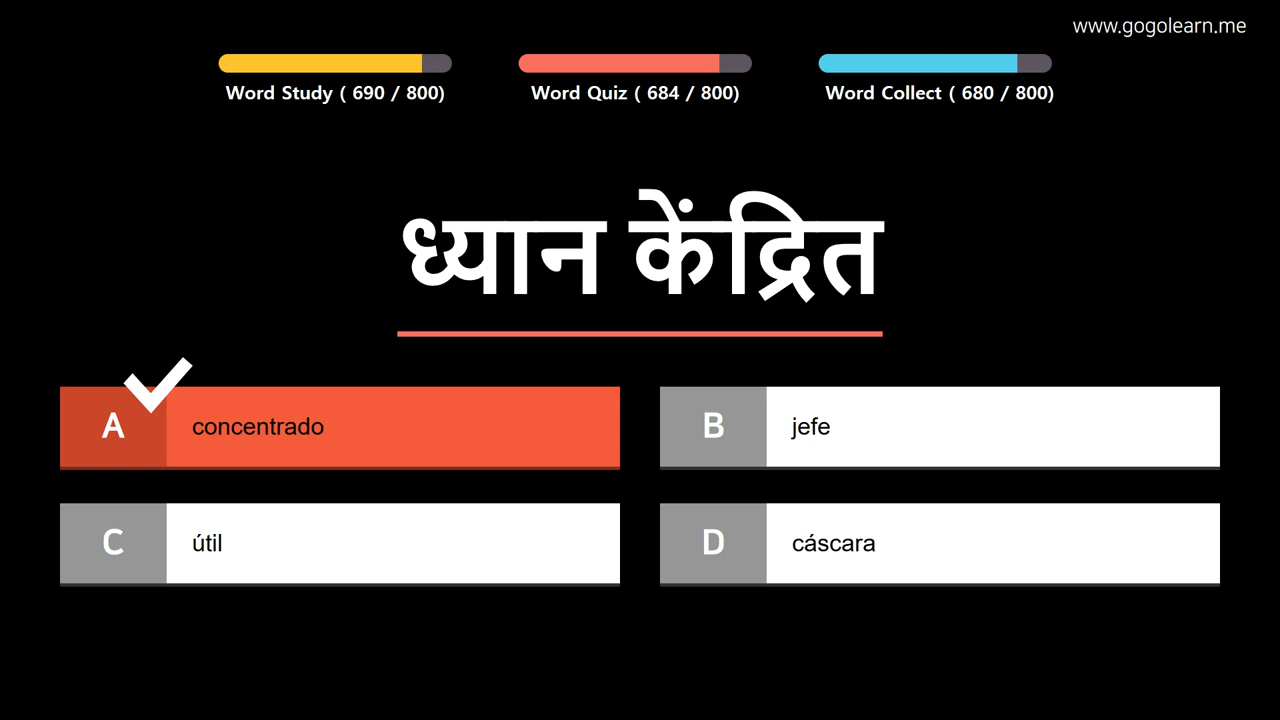 www.gogolearn.me
Word Study ( 690 / 800)
Word Quiz ( 684 / 800)
Word Collect ( 680 / 800)
ध्यान केंद्रित
A concentrado
B jefe
C útil
D cáscara